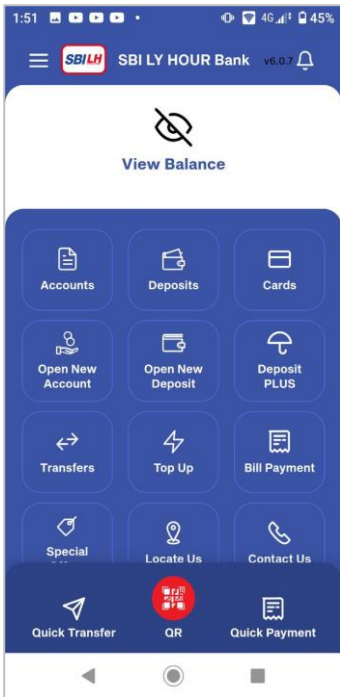 1:51
4G
45%
SBI LH
SBI LY HOUR Bank
v6.0.7
View Balance
Accounts
Deposits
Cards
Open New
Account
Open New
Deposit
Deposit
PLUS
Transfers
Top Up
Bill Payment
Special
Locate Us
Contact Us
Quick Transfer
QR
Quick Payment